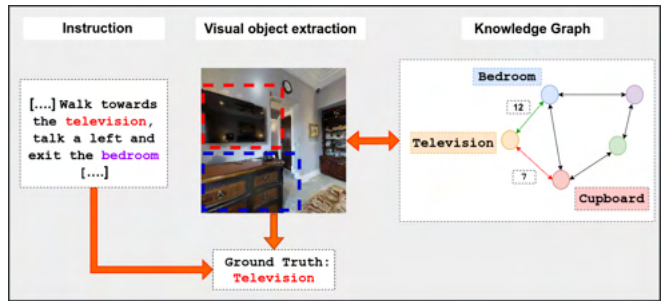 Instruction
Visual object extraction
Knowledge Graph
[....] Walk towards
the television,
talk a left and
exit the bedroom
[....]
Bedroom
12
Television
7
Cupboard
Ground Truth:
Television